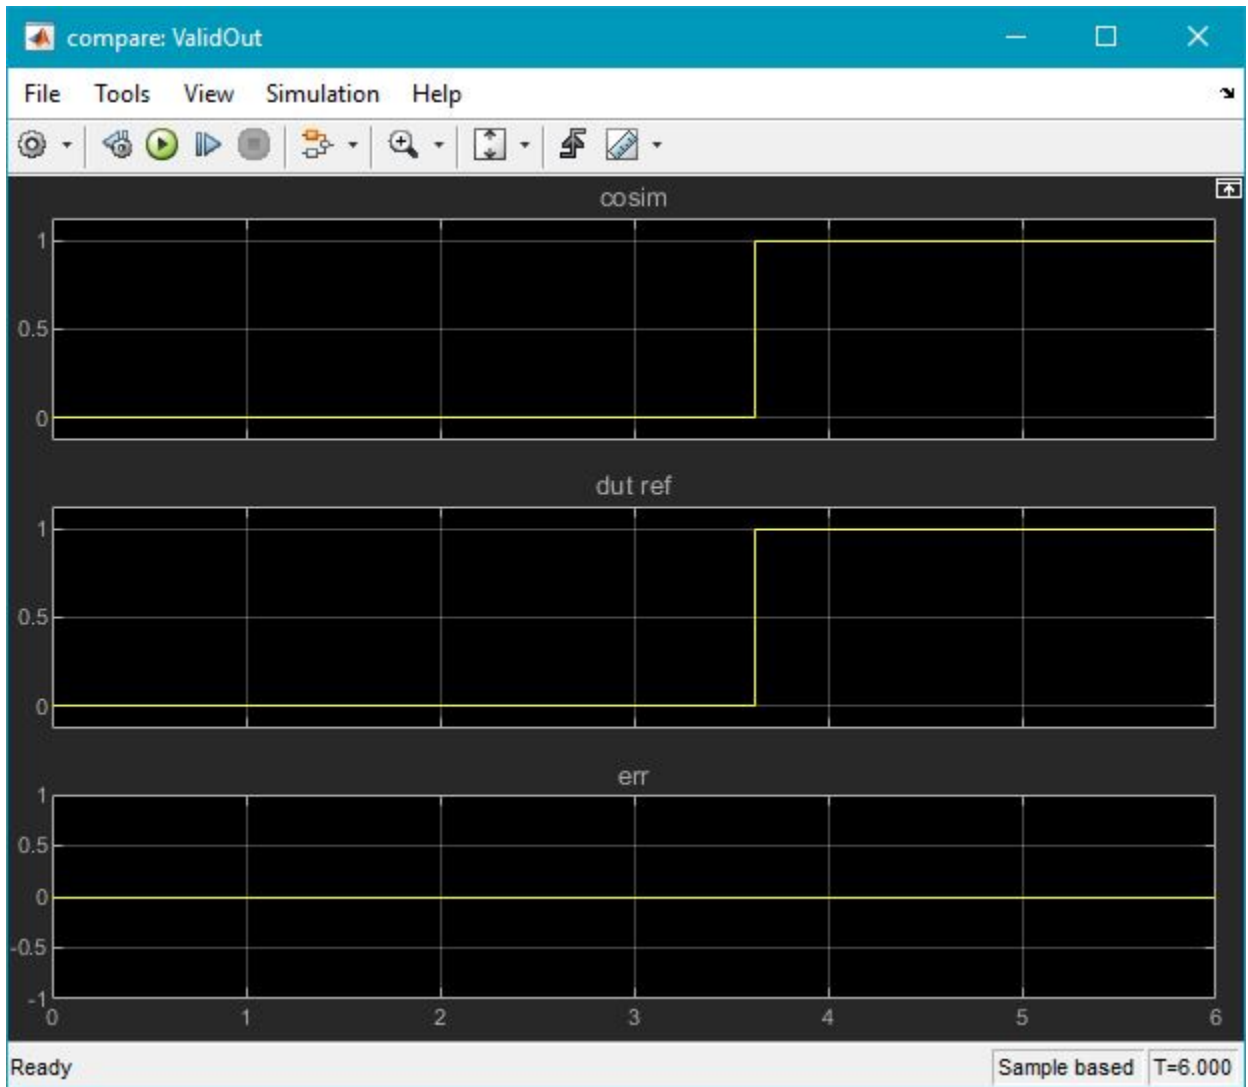 compare: ValidOut
File Tools View Simulation Help
cosim
1
0.5
0
dut ref
1
0.5
0
err
1
0.5
0
-0.5
-1
0 1 2 3 4 5 6
Ready Sample based T=6.000